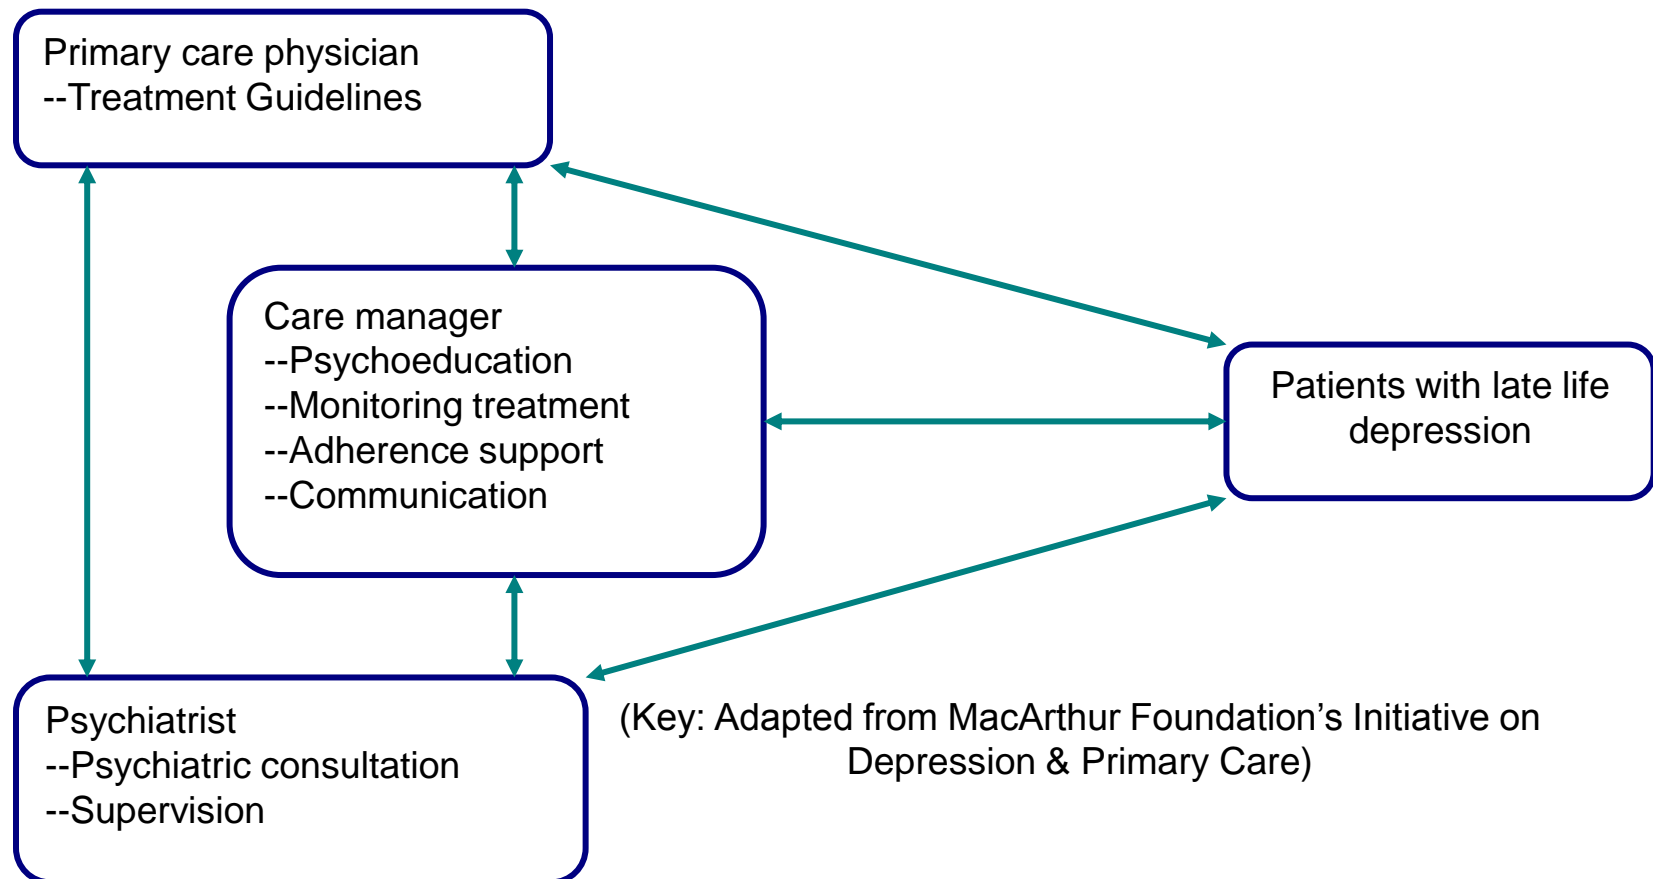 Primary care physician
--Treatment Guidelines
Care manager
--Psychoeducation
--Monitoring treatment
--Adherence support
--Communication
Patients with late life
depression
Psychiatrist
--Psychiatric consultation
--Supervision
(Key: Adapted from MacArthur Foundation’s Initiative on
Depression & Primary Care)